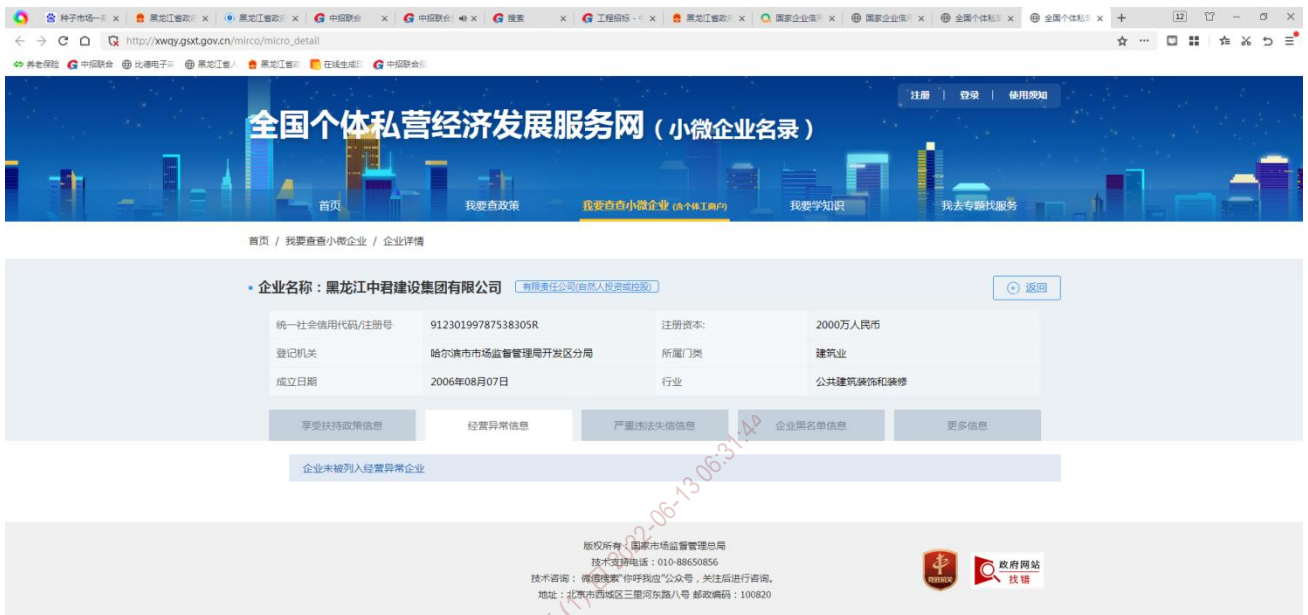 种子市场一
黑龙江省政
黑龙江省政
中招联合
中招联合
搜索
工程招标
黑龙江省政
国家企业信
国家企业信
全国个体私
全国个体私
12
http://xwqy.gsxt.gov.cn/mirco/micro_detail
养老保险 中招联合 比德电子 黑龙江省人 黑龙江省政 在线生成 中招联合
注册 | 登录 | 使用须知
全国个体私营经济发展服务网（小微企业名录）
首页 我要查政策 我要查查小微企业 (含个体工商户) 我要学知识 我去专题找服务
首页 / 我要查查小微企业 / 企业详情
企业名称：黑龙江中君建设集团有限公司 有限责任公司(自然人投资或控股)
返回
统一社会信用代码/注册号 91230199787538305R 注册资本: 2000万人民币
登记机关 哈尔滨市市场监督管理局开发区分局 所属门类 建筑业
成立日期 2006年08月07日 行业 公共建筑装饰和装修
享受扶持政策信息 经营异常信息 严重违法失信信息 企业黑名单信息 更多信息
企业未被列入经营异常企业
版权所有：国家市场监督管理总局
技术支持电话：010-88650856
技术咨询： 微信搜索"你呼我应"公众号，关注后进行咨询。
地址：北京市西城区三里河东路八号 邮政编码：100820
党政机关
政府网站
找错
(1) 2022-06-13 06:31:44